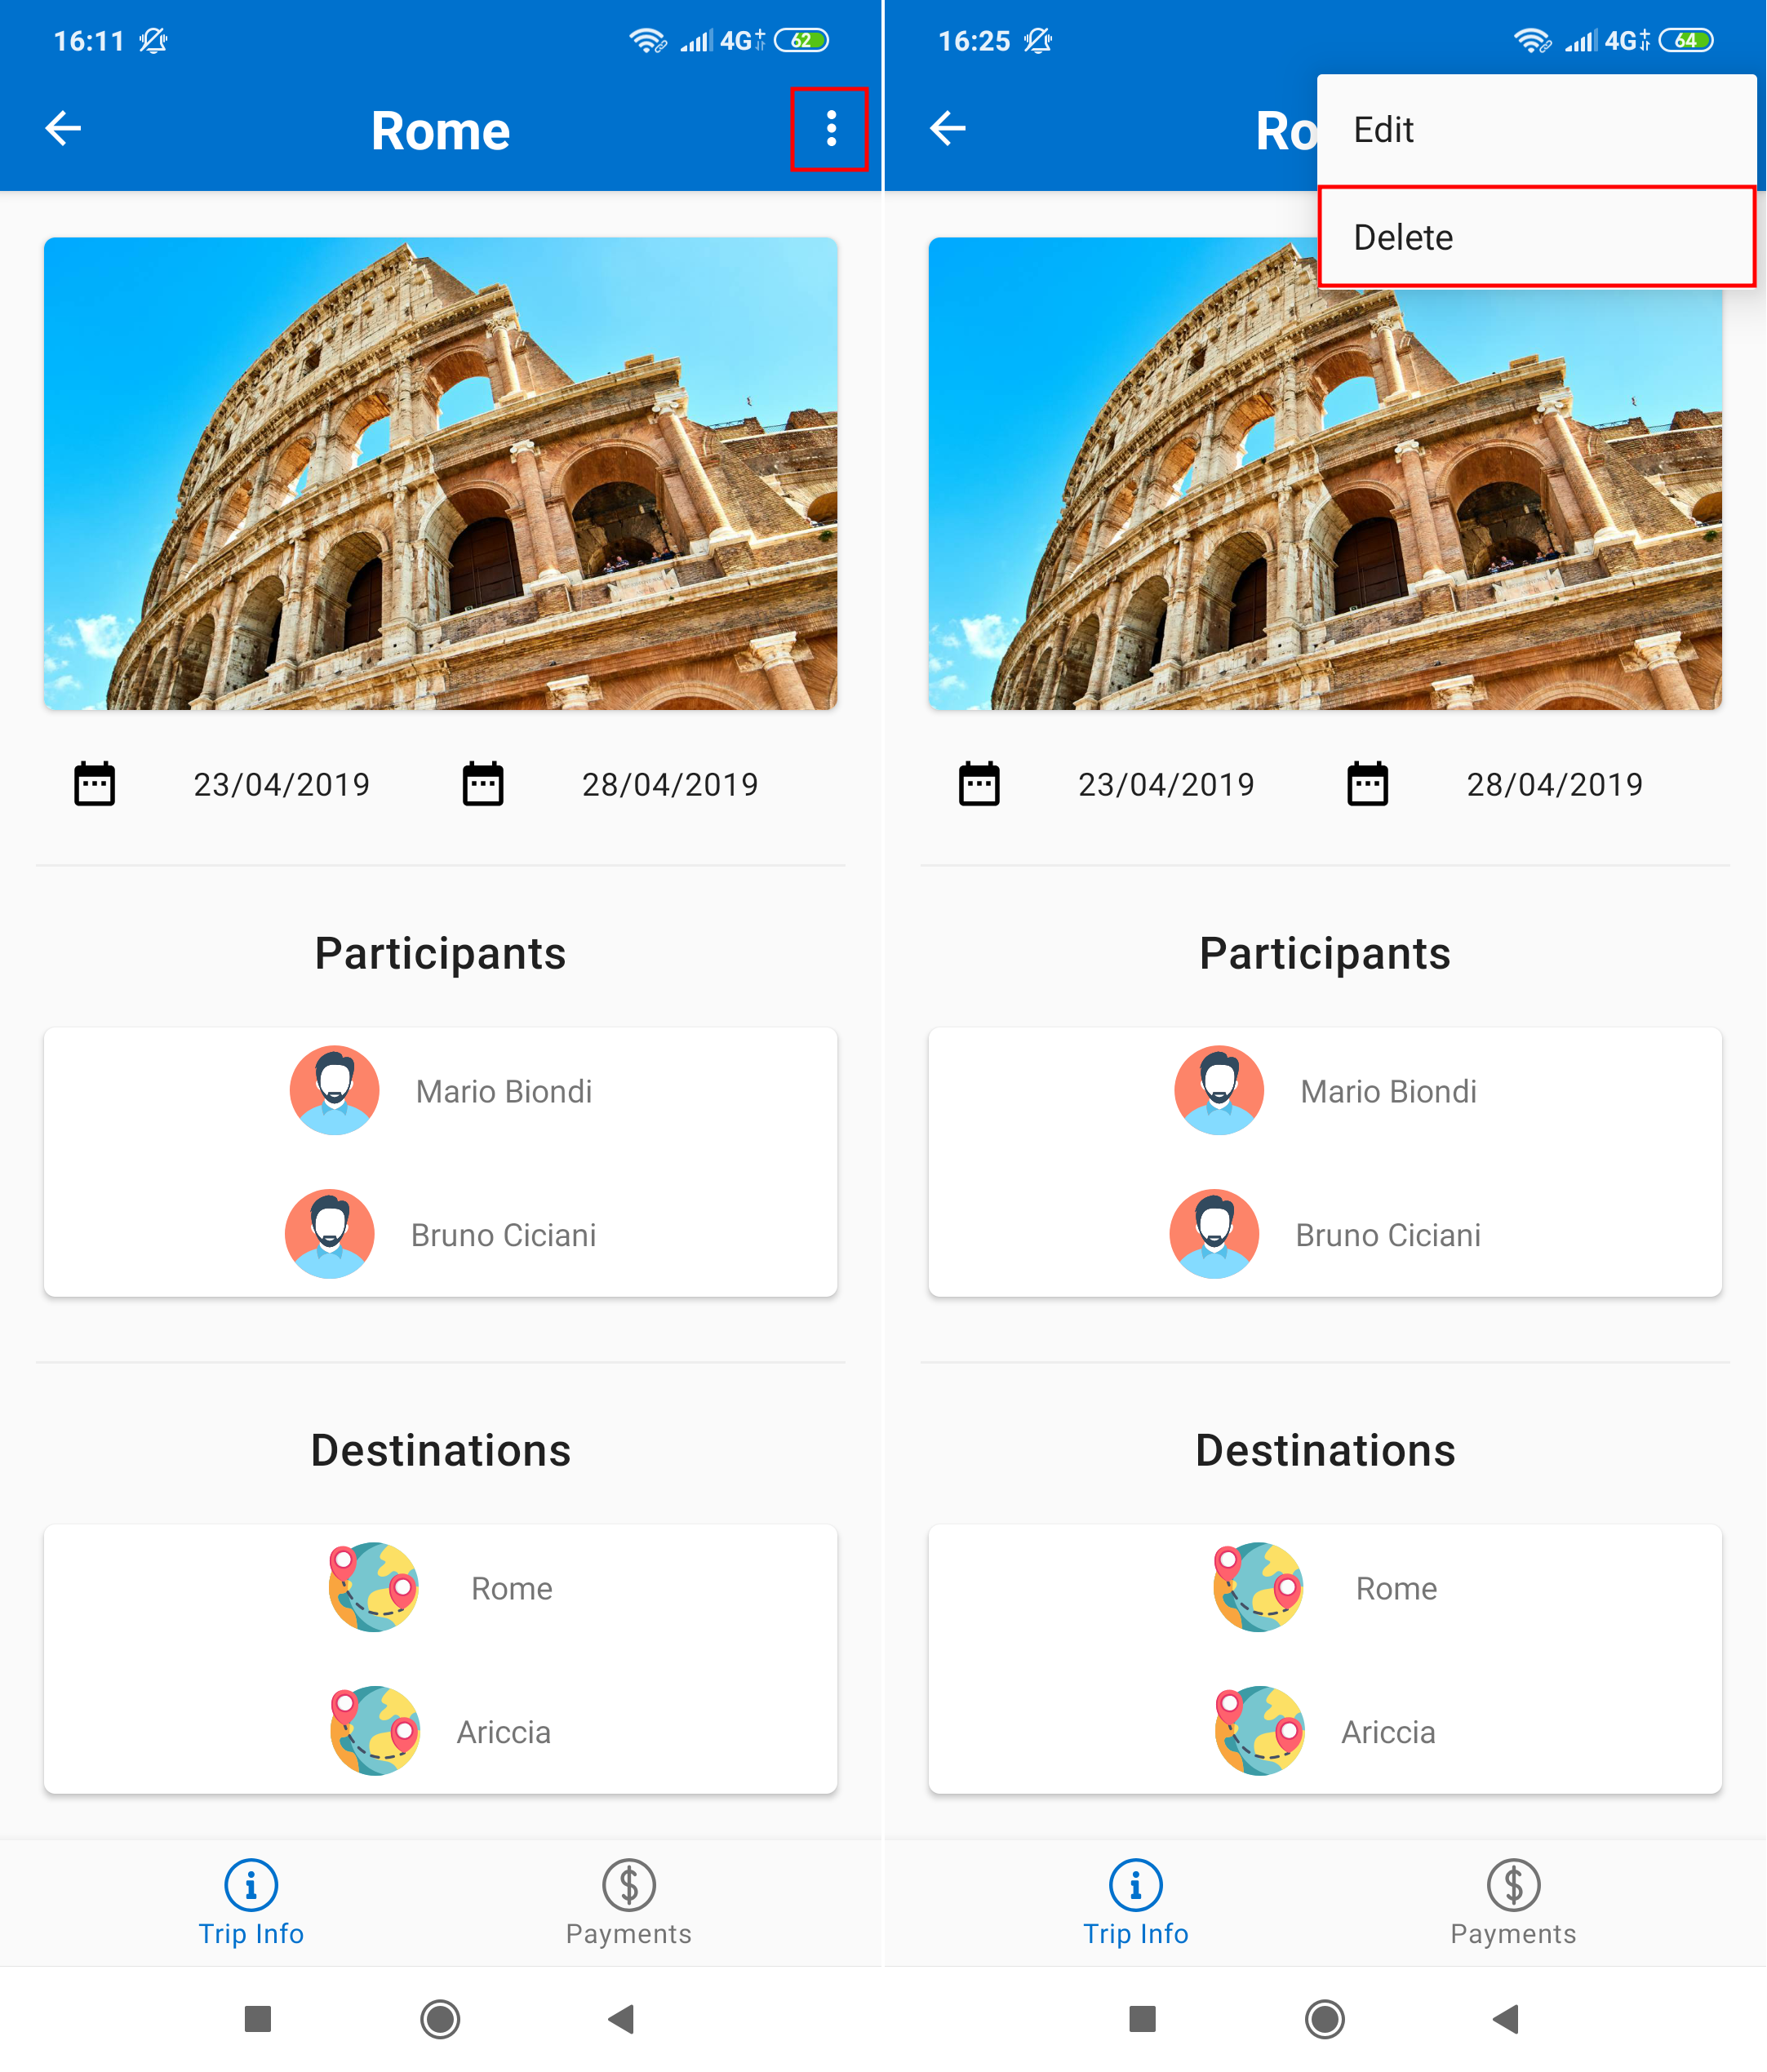 16:11 4G+ 62
Rome
23/04/2019 28/04/2019
Participants
Mario Biondi
Bruno Ciciani
Destinations
Rome
Ariccia
Trip Info Payments
16:25 4G+ 64
Ro
Edit
Delete
23/04/2019 28/04/2019
Participants
Mario Biondi
Bruno Ciciani
Destinations
Rome
Ariccia
Trip Info Payments